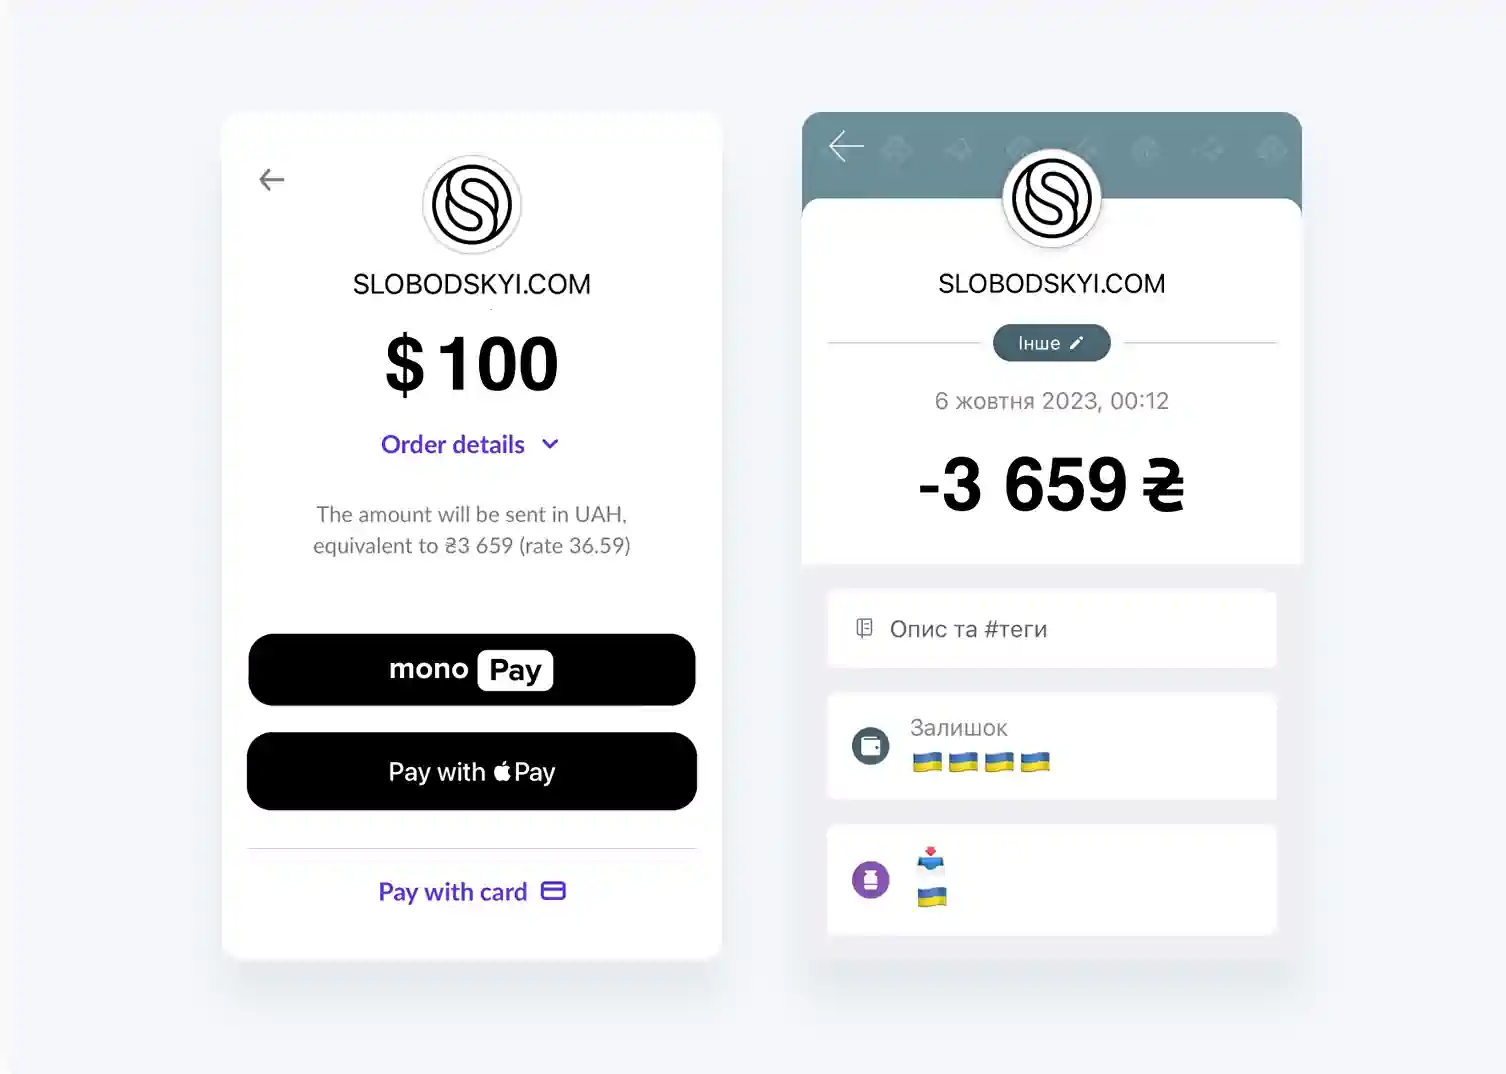 SLOBODSKYI.COM
$ 100
Order details
The amount will be sent in UAH,
equivalent to ₴3 659 (rate 36.59)
mono Pay
Pay with Pay
Pay with card
SLOBODSKYI.COM
Інше
6 жовтня 2023, 00:12
-3 659 ₴
Опис та #теги
Залишок